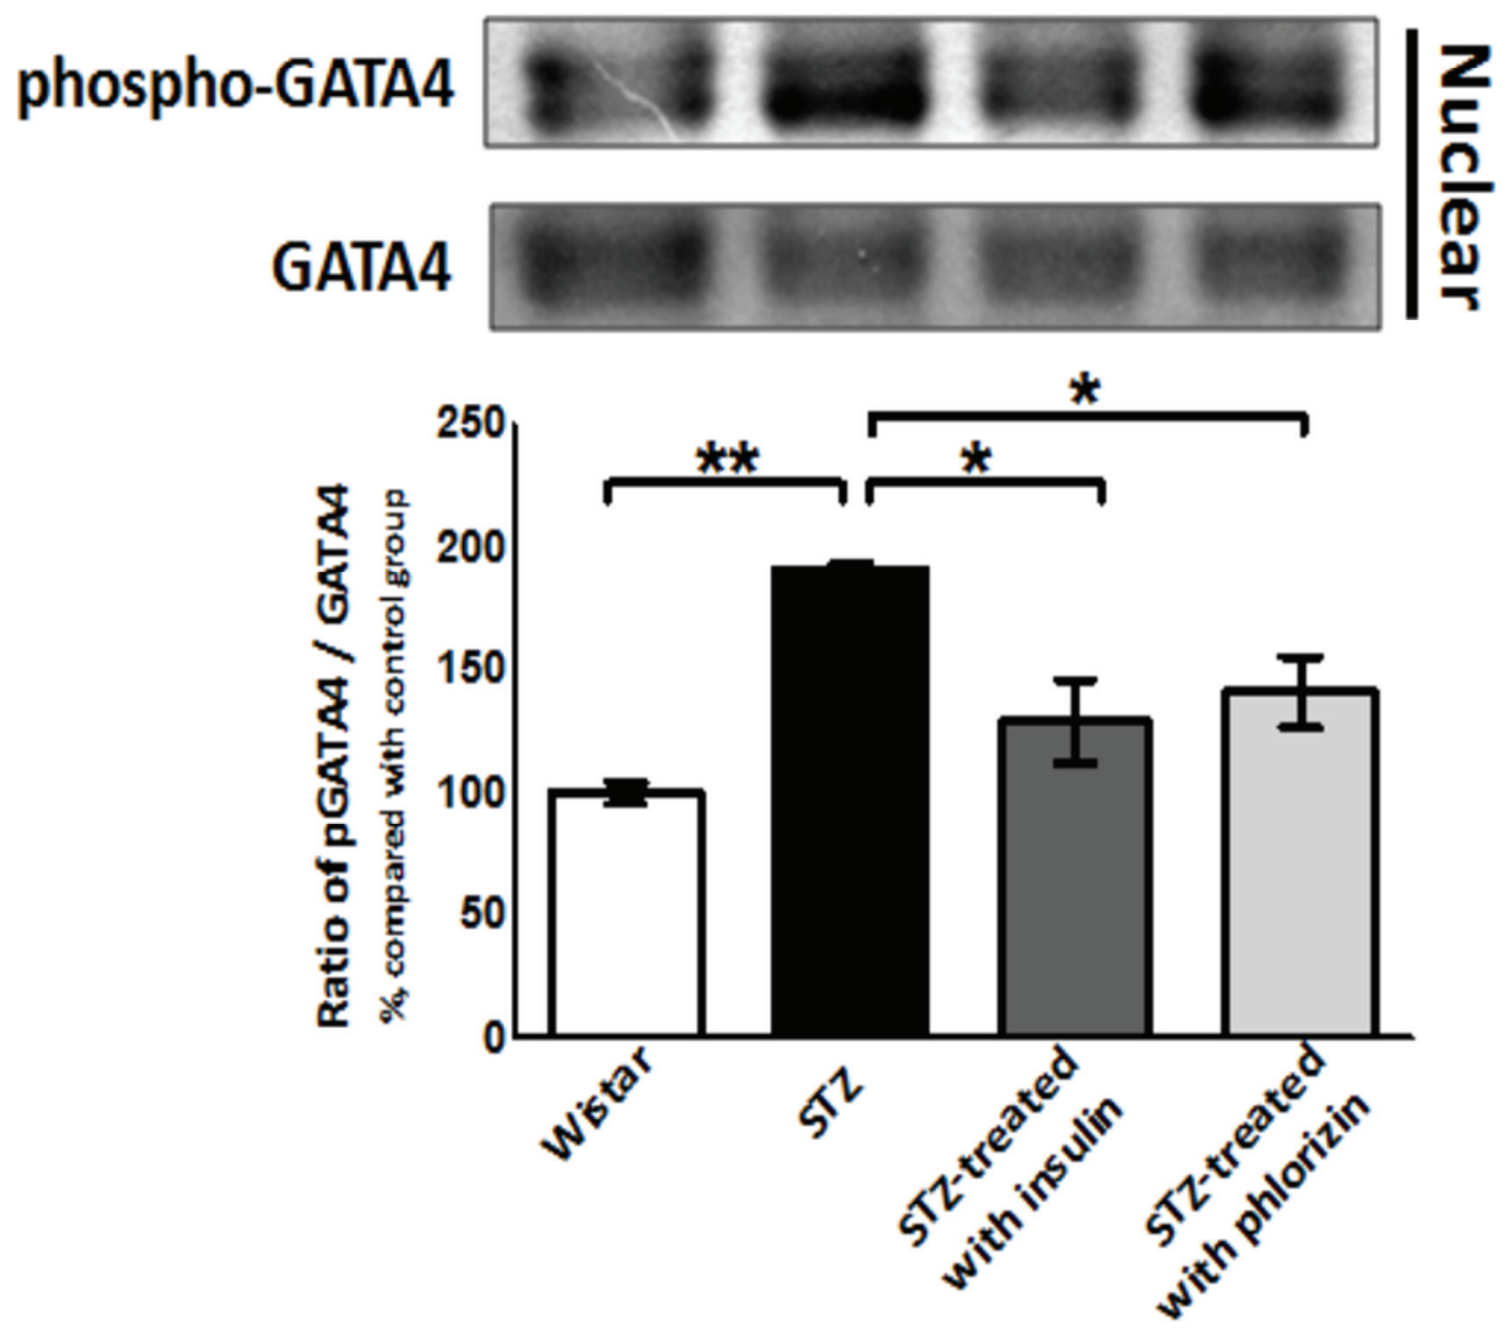 phospho-GATA4
GATA4
Nuclear
*
**
*
250
200
150
100
50
0
Ratio of pGATA4 / GATA4
%, compared with control group
Wistar
STZ
STZ-treated
with insulin
STZ-treated
with phlorizin